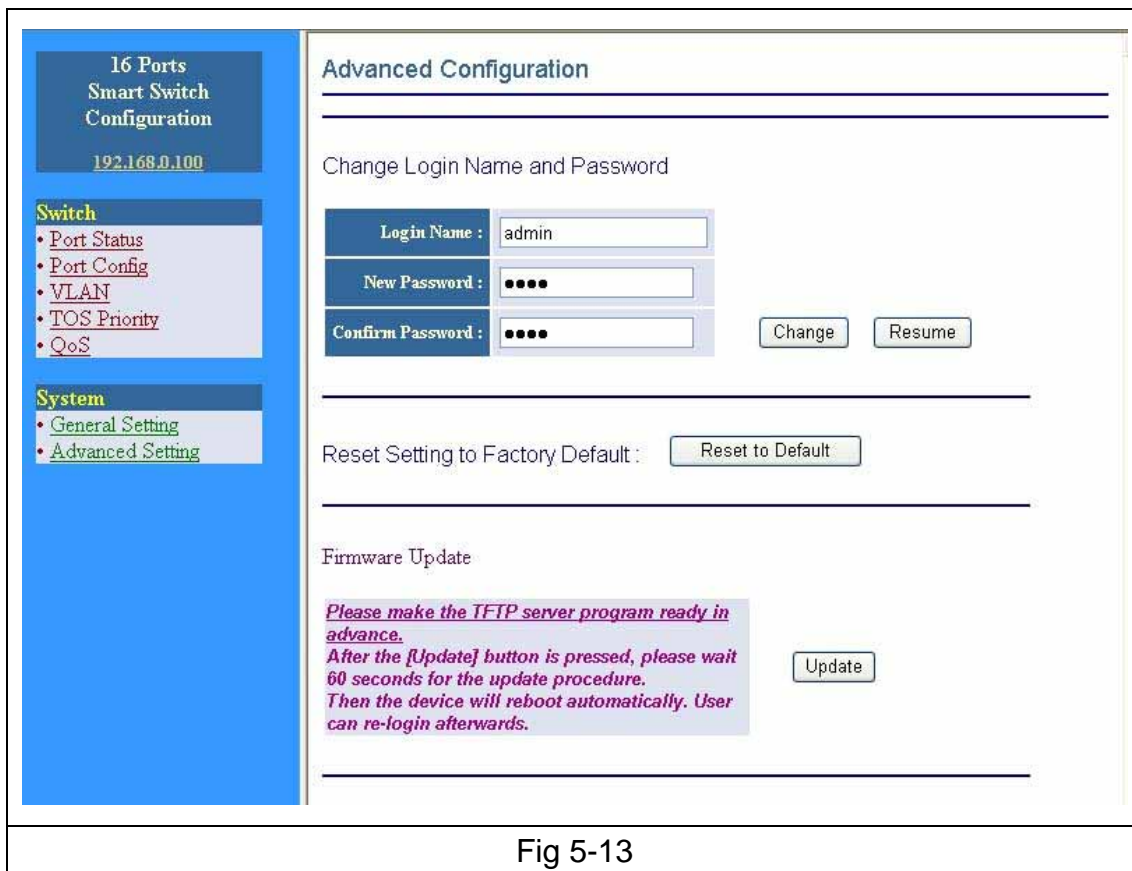 16 Ports
Smart Switch
Configuration
192.168.0.100
Switch
• Port Status
• Port Config
• VLAN
• TOS Priority
• QoS
System
• General Setting
• Advanced Setting
Advanced Configuration
Change Login Name and Password
Login Name : admin
New Password : ●●●●
Confirm Password : ●●●● Change Resume
Reset Setting to Factory Default : Reset to Default
Firmware Update
Please make the TFTP server program ready in
advance.
After the [Update] button is pressed, please wait
60 seconds for the update procedure.
Then the device will reboot automatically. User
can re-login afterwards.
Update
Fig 5-13